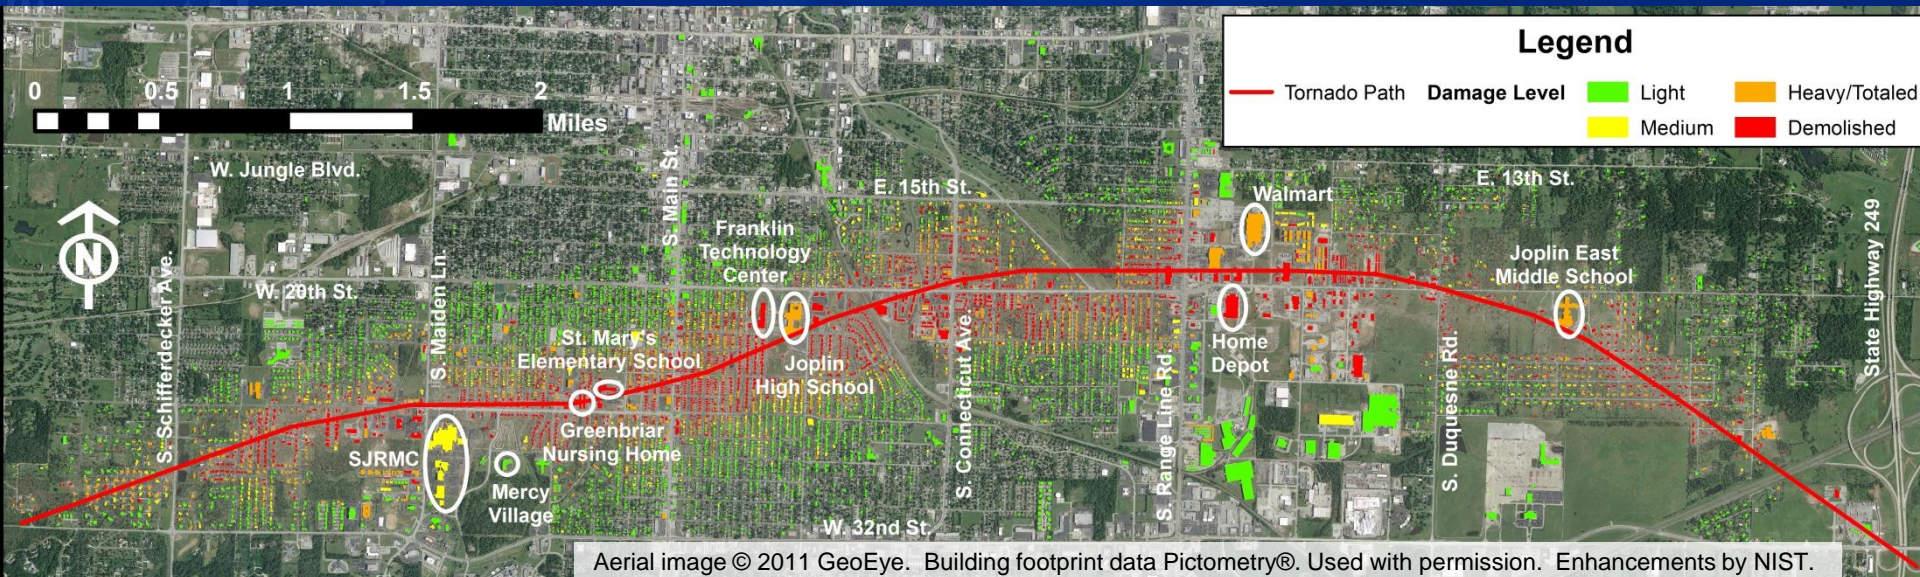 Legend
Tornado Path
Damage Level
Light
Heavy/Totaled
Medium
Demolished
0
0.5
1
1.5
2
Miles
N
W. Jungle Blvd.
S. Main St.
E. 15th St.
E. 13th St.
Walmart
State Highway 249
Franklin
Technology
Center
Joplin East
Middle School
S. Schifferdecker Ave.
S. Maiden Ln.
W. 20th St.
St. Mary's
Elementary School
Joplin
High School
Home
Depot
S. Connecticut Ave.
S. Range Line Rd.
S. Duquesne Rd.
Greenbriar
Nursing Home
SJRMC
Mercy
Village
W. 32nd St.
Aerial image © 2011 GeoEye. Building footprint data Pictometry®. Used with permission. Enhancements by NIST.